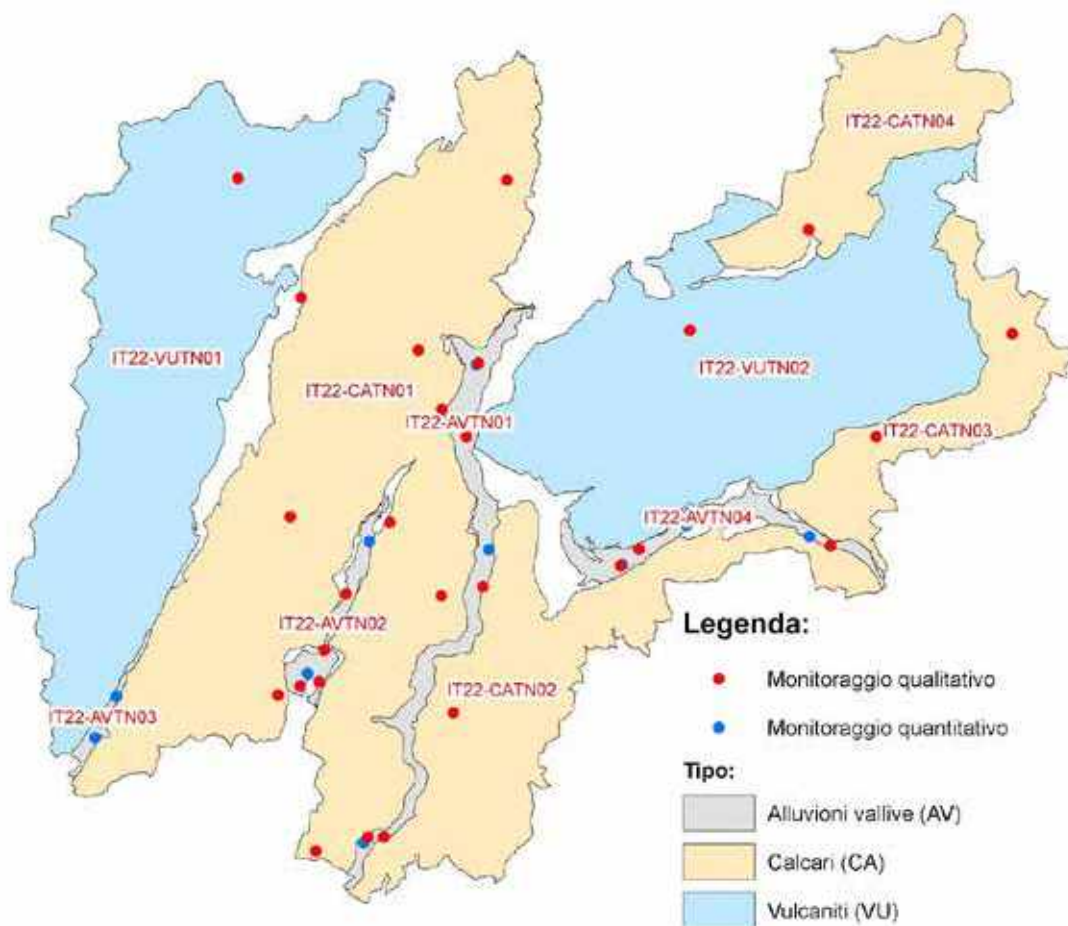 IT22-CATN04
IT22-VUTN01
IT22-VUTN02
IT22-CATN01
IT22-AVTN01
IT22-CATN03
IT22-AVTN04
IT22-AVTN02
IT22-CATN02
IT22-AVTN03
Legenda:
Monitoraggio qualitativo
Monitoraggio quantitativo
Tipo:
Alluvioni vallive (AV)
Calcari (CA)
Vulcaniti (VU)